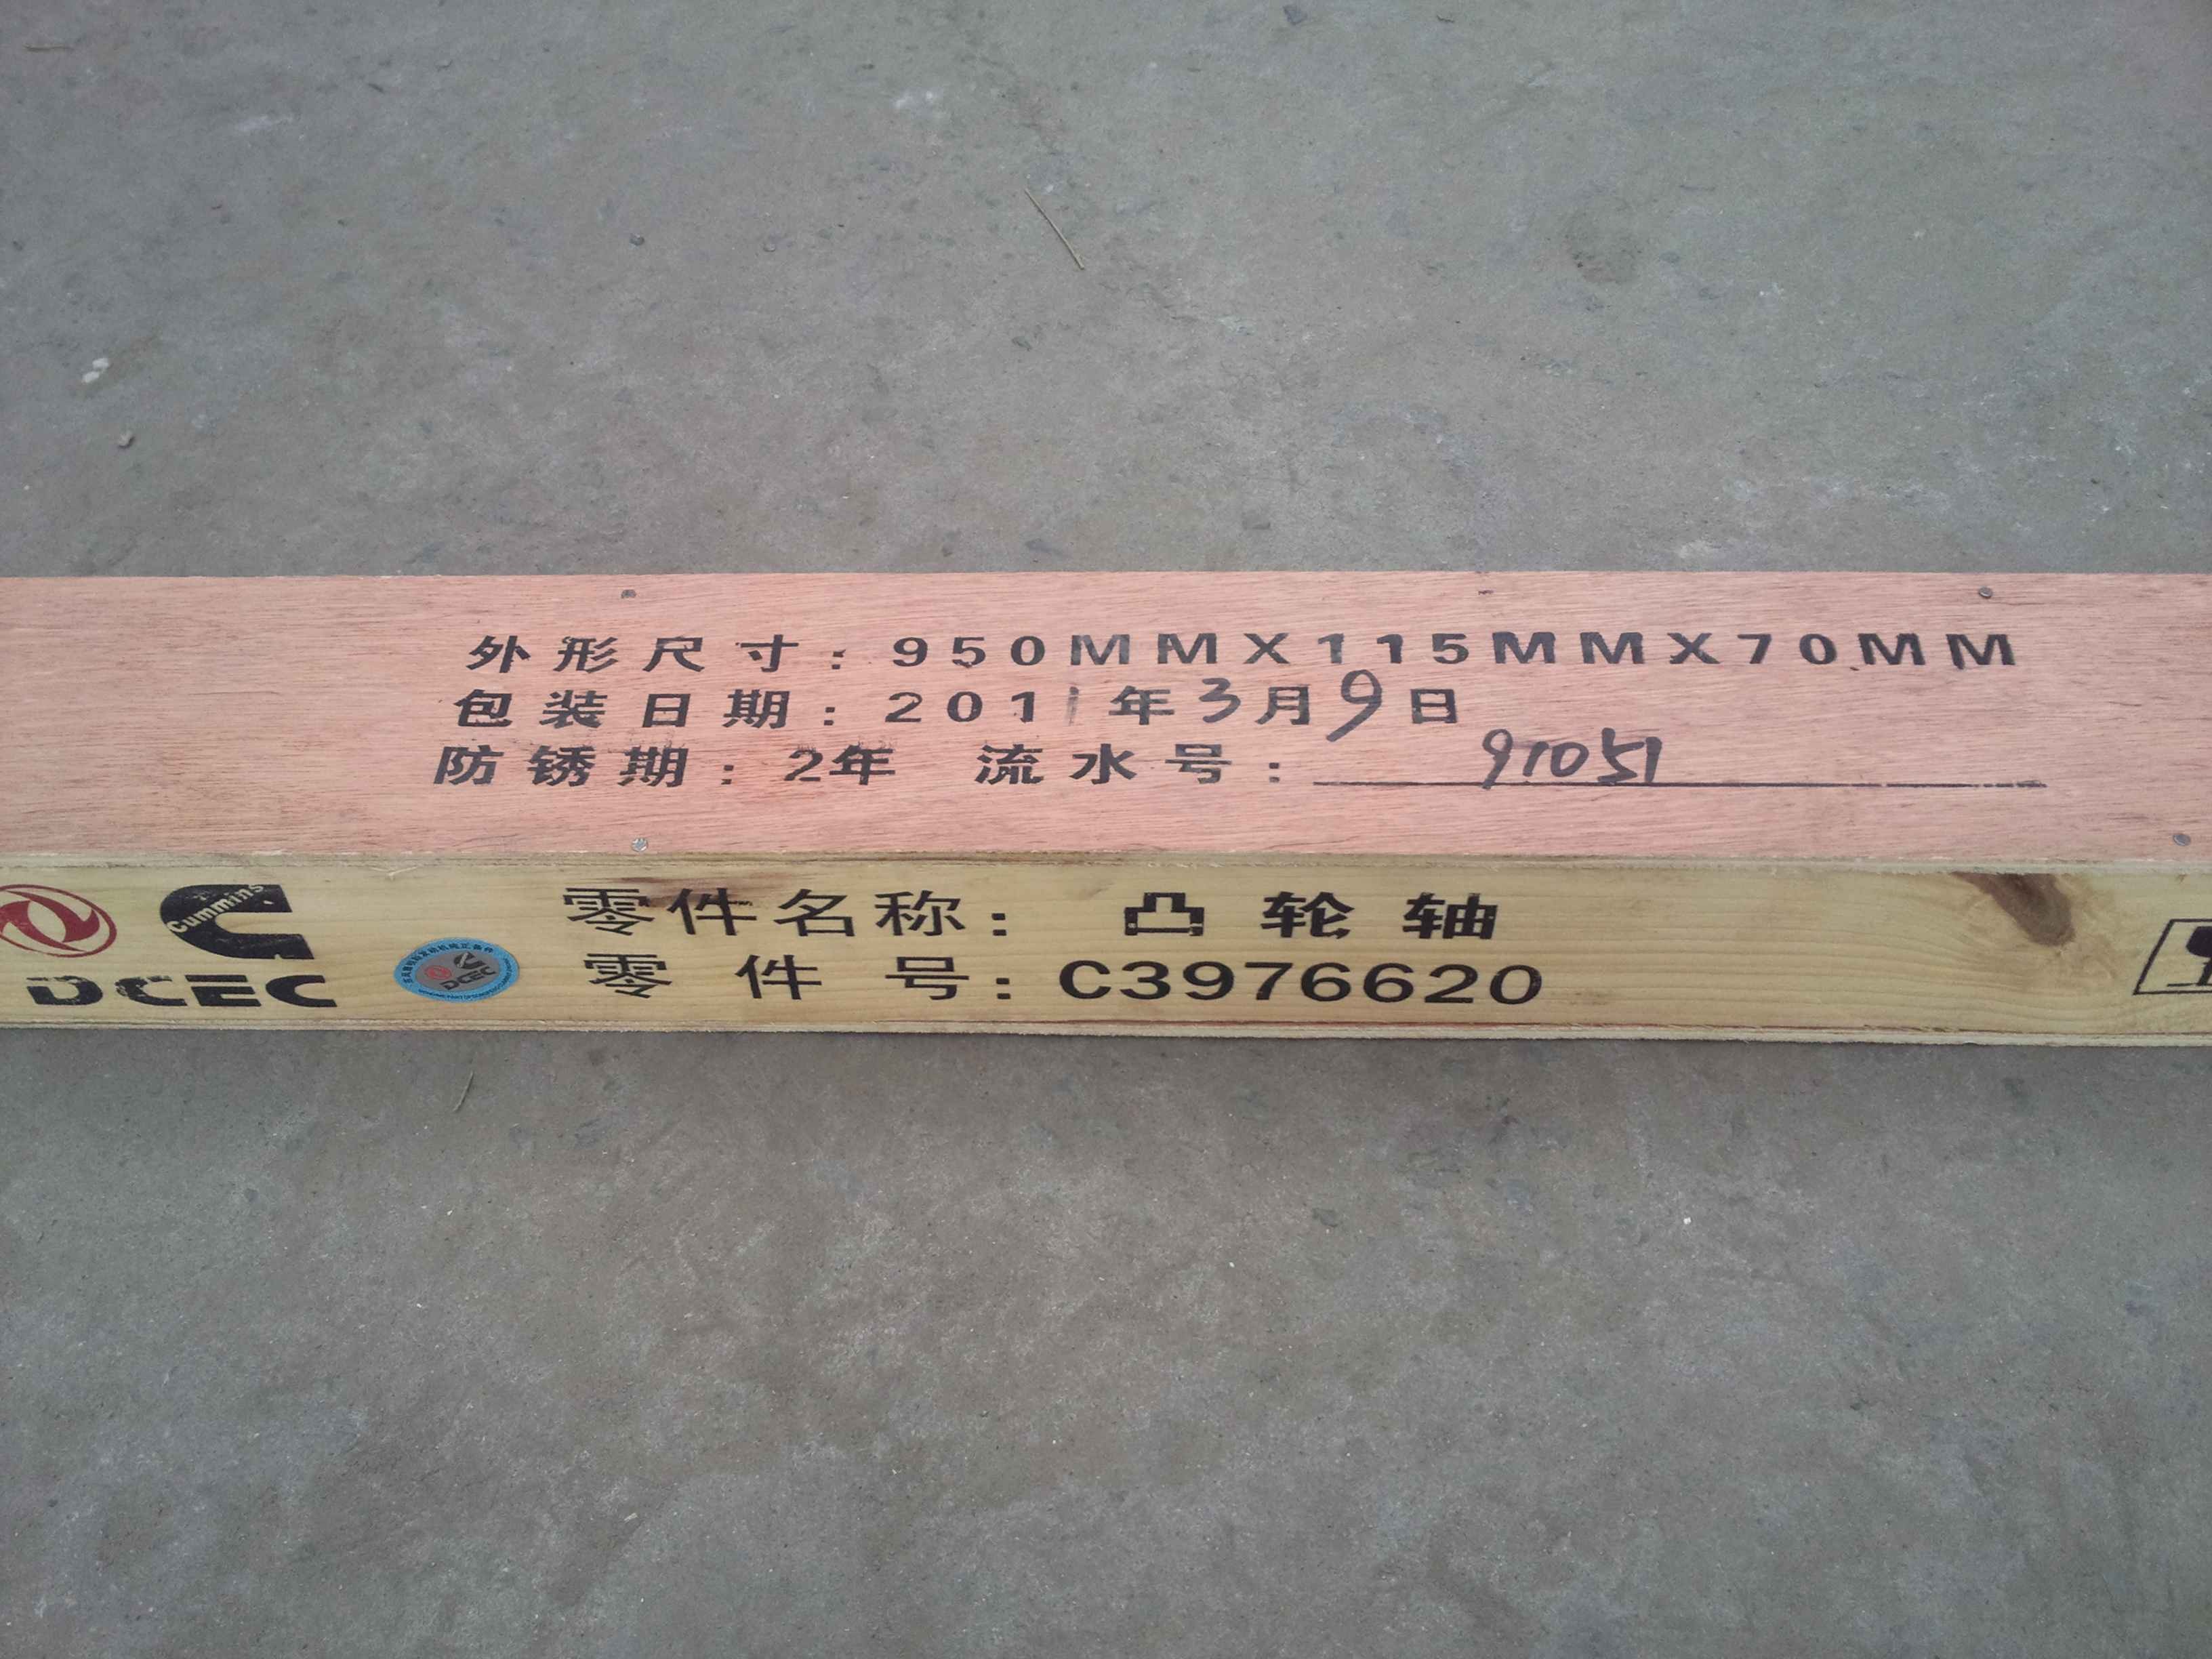 外形尺寸：950MMX115MMX70MM
包装日期：2011年3月9日
防锈期：2年 流水号：91051
Cummins
DCEC
DCEC
零件名称： 凸轮轴
零件号：C3976620